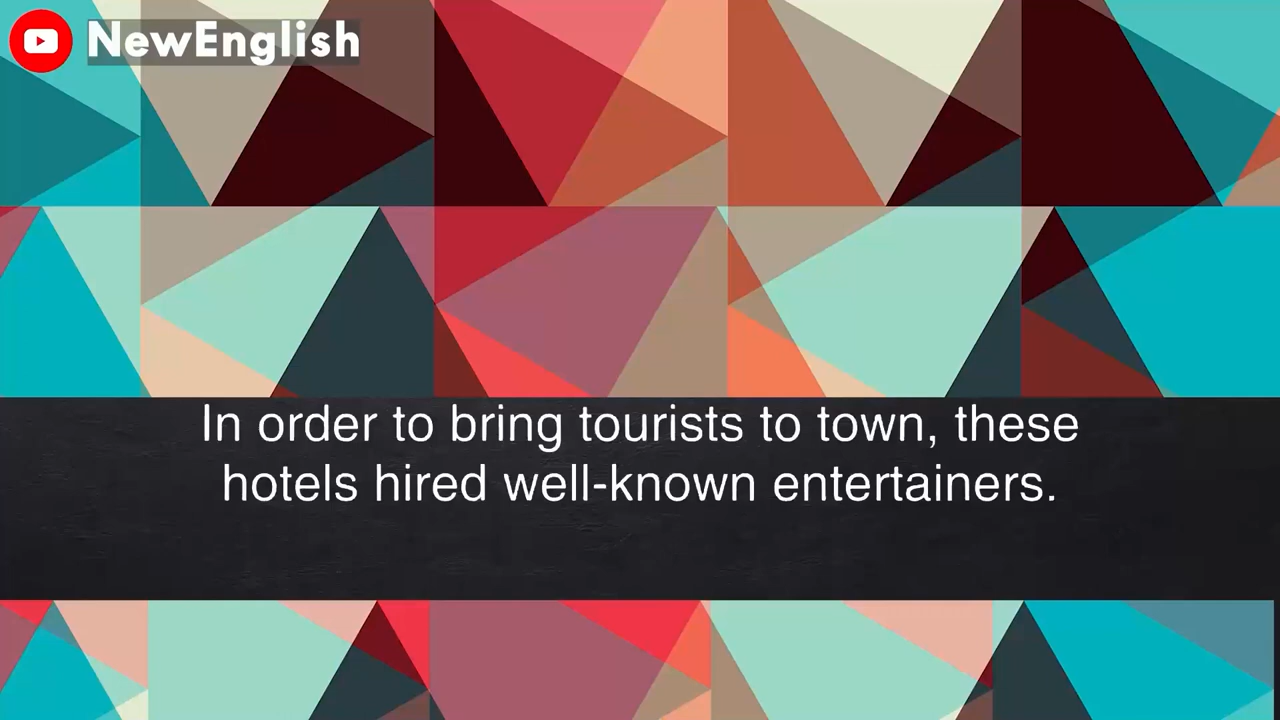 NewEnglish
In order to bring tourists to town, these
hotels hired well-known entertainers.